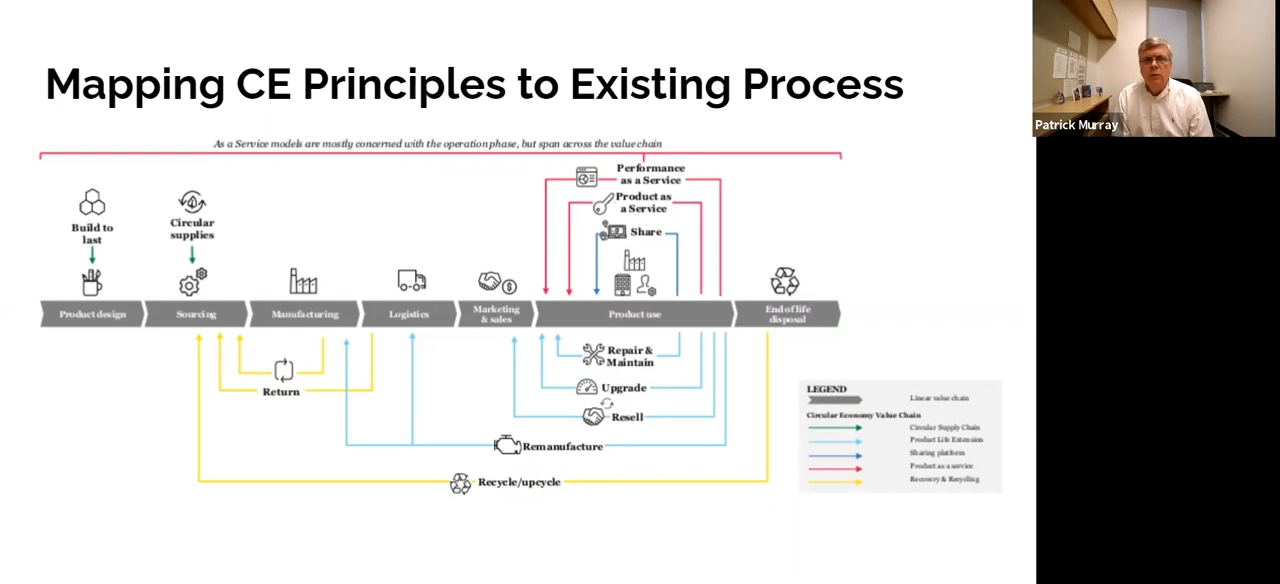 Mapping CE Principles to Existing Process
Patrick Murray
As a Service models are mostly concerned with the operation phase, but span across the value chain
Performance
as a Service
Product as
a Service
Share
Build to
last
Circular
supplies
Product design
Sourcing
Manufacturing
Logistics
Marketing
& sales
Product use
End of life
disposal
Repair &
Maintain
Upgrade
Resell
Return
Remanufacture
Recycle/upcycle
LEGEND
Linear value chain
Circular Economy Value Chain
Circular Supply Chain
Product Life Extension
Sharing platform
Product as a service
Recovery & Recycling